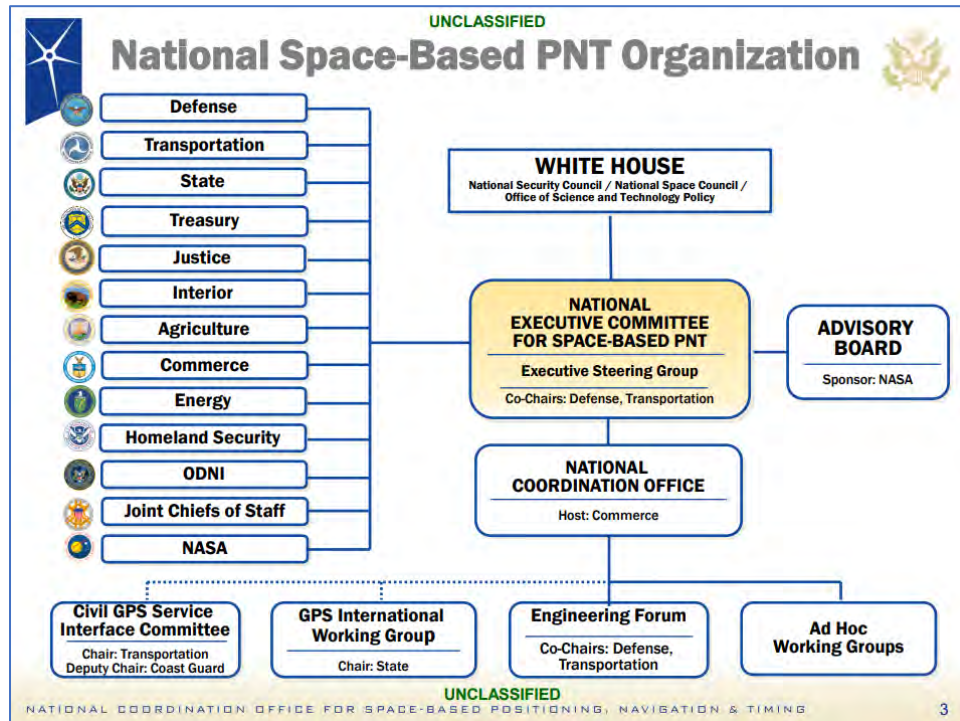 UNCLASSIFIED
National Space-Based PNT Organization
Defense
Transportation
State
Treasury
Justice
Interior
Agriculture
Commerce
Energy
Homeland Security
ODNI
Joint Chiefs of Staff
NASA
WHITE HOUSE
National Security Council / National Space Council /
Office of Science and Technology Policy
NATIONAL
EXECUTIVE COMMITTEE
FOR SPACE-BASED PNT
Executive Steering Group
Co-Chairs: Defense, Transportation
ADVISORY
BOARD
Sponsor: NASA
NATIONAL
COORDINATION OFFICE
Host: Commerce
Civil GPS Service
Interface Committee
Chair: Transportation
Deputy Chair: Coast Guard
GPS International
Working Group
Chair: State
Engineering Forum
Co-Chairs: Defense,
Transportation
Ad Hoc
Working Groups
UNCLASSIFIED
NATIONAL COORDINATION OFFICE FOR SPACE-BASED POSITIONING, NAVIGATION & TIMING
3